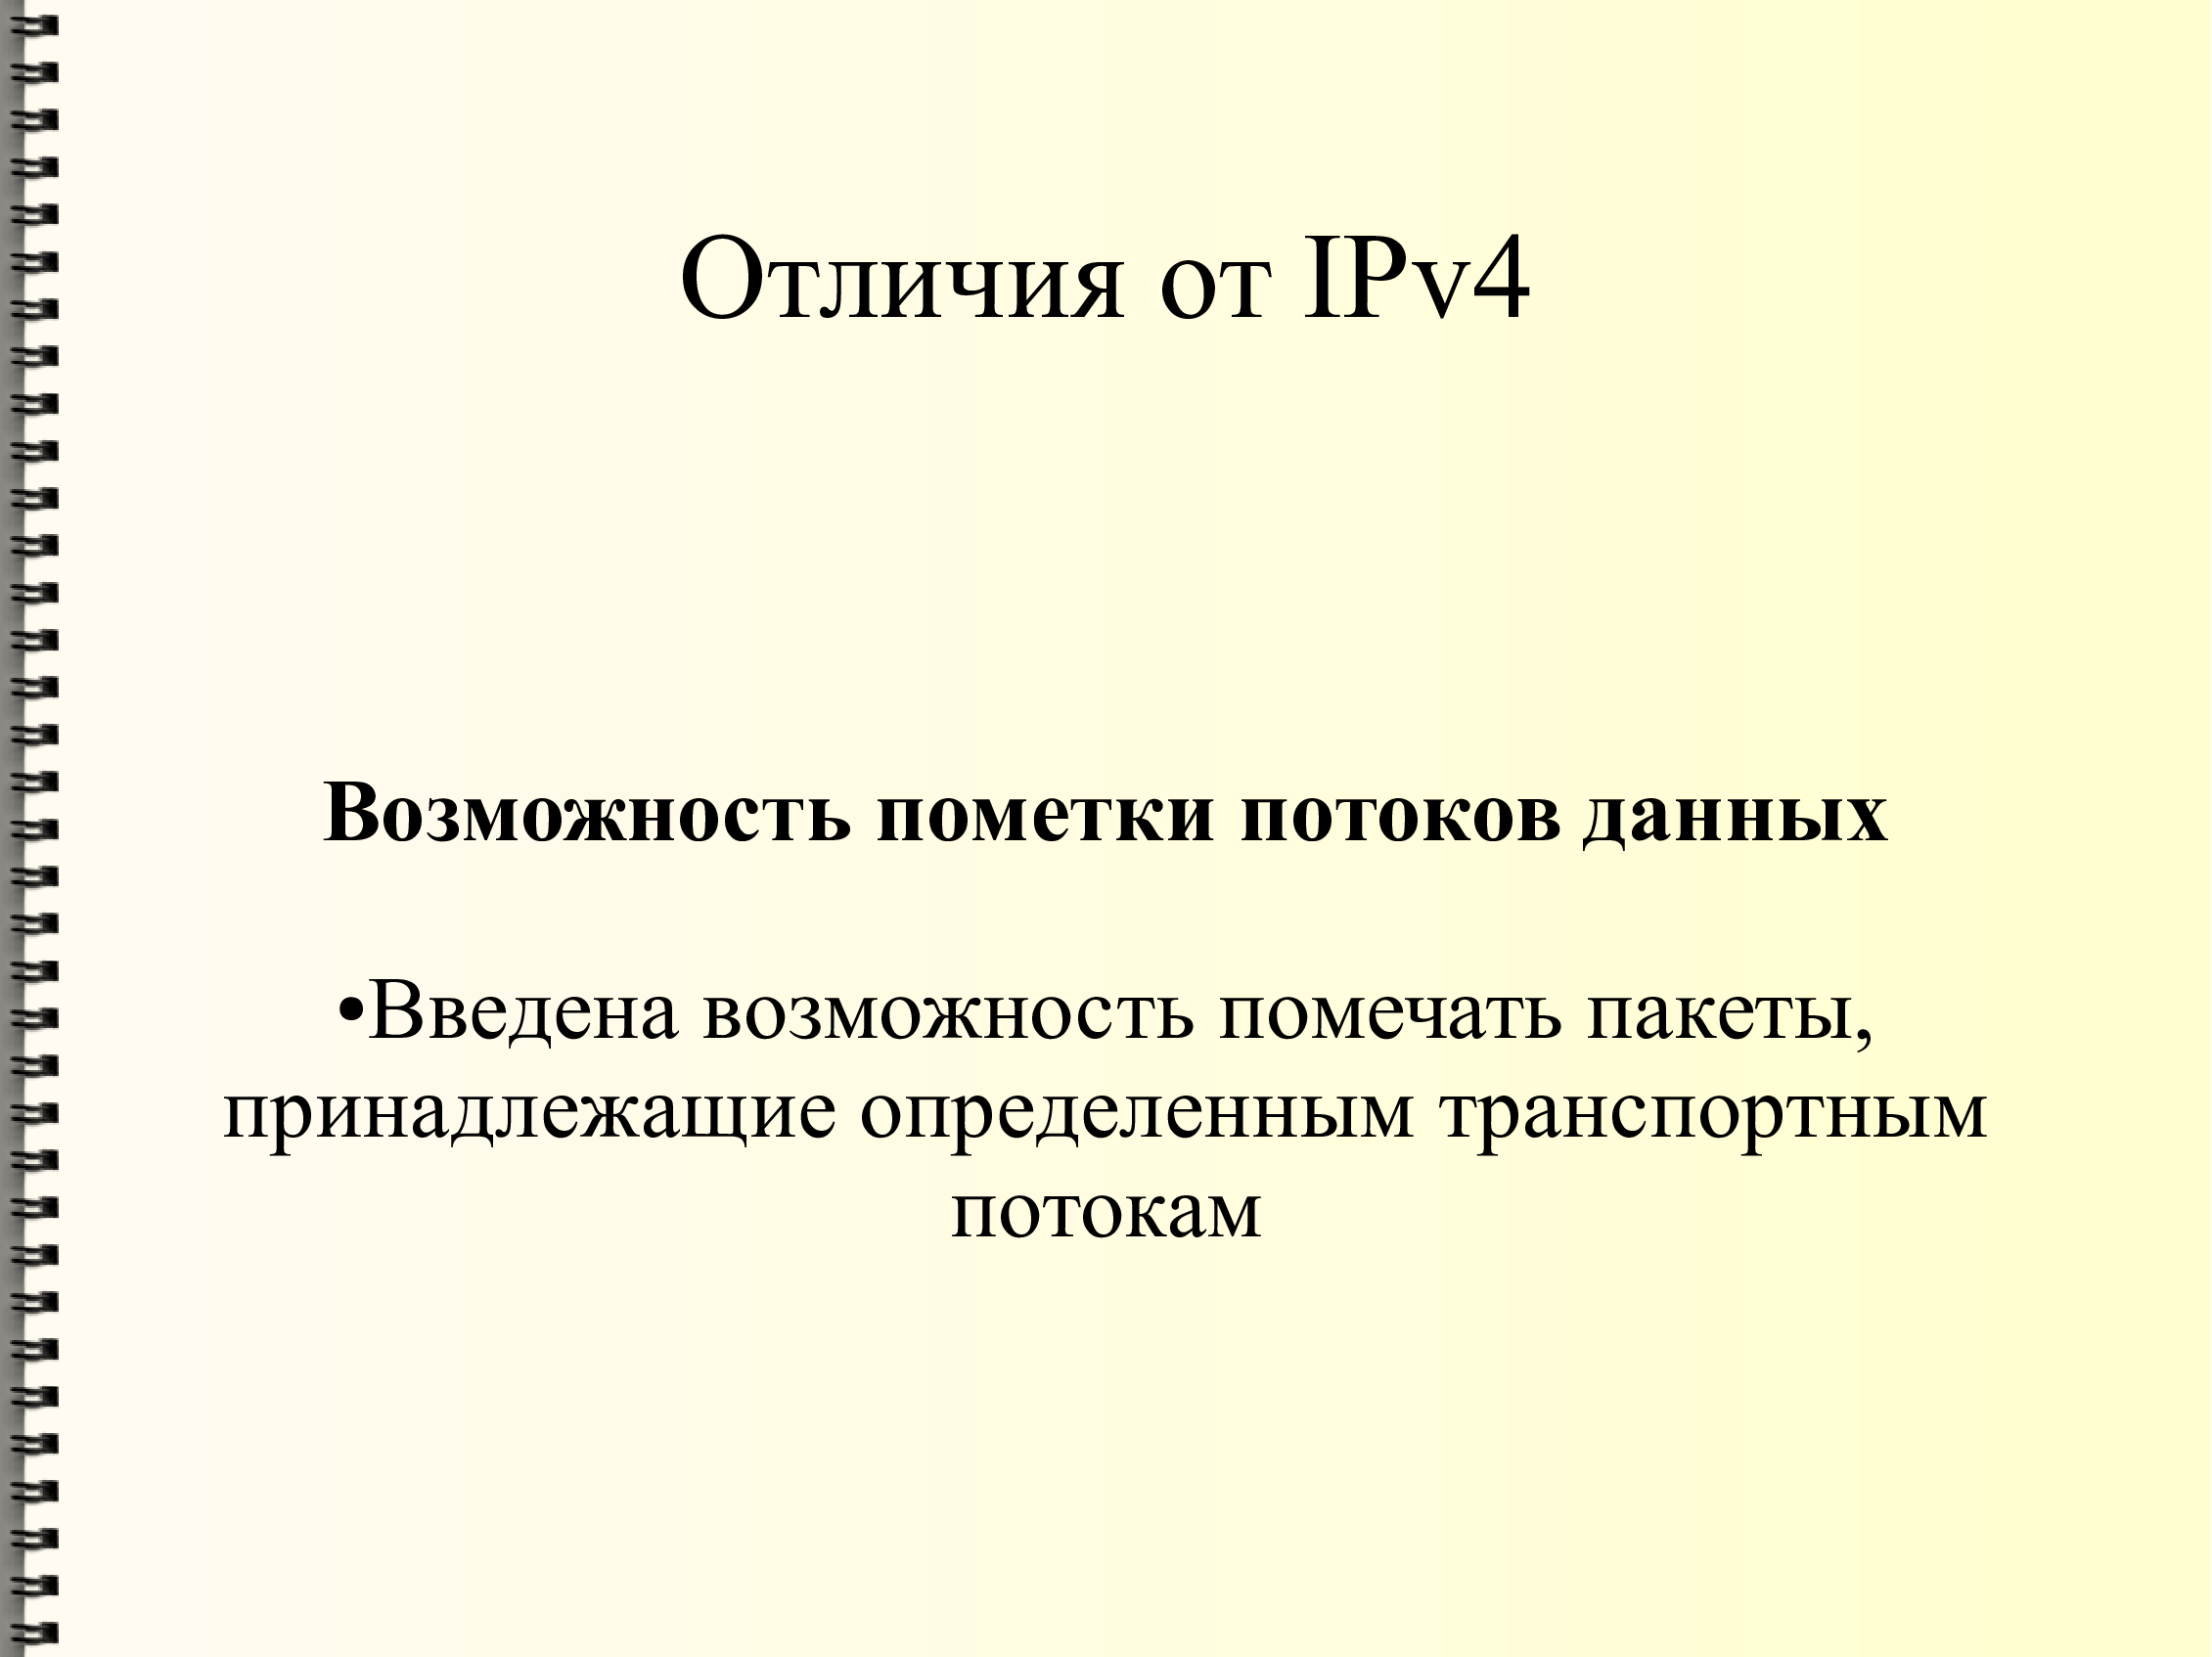 Отличия от IPv4
Возможность пометки потоков данных
•Введена возможность помечать пакеты,
принадлежащие определенным транспортным
потокам